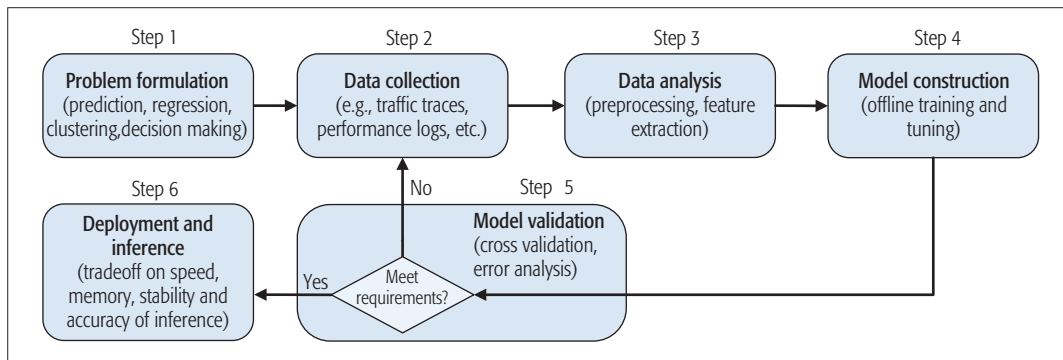 Step 1
Problem formulation
(prediction, regression,
clustering,decision making)
Step 2
Data collection
(e.g., traffic traces,
performance logs, etc.)
Step 3
Data analysis
(preprocessing, feature
extraction)
Step 4
Model construction
(offline training and
tuning)
No
Step 5
Model validation
(cross validation,
error analysis)
Meet
requirements?
Yes
Step 6
Deployment and
inference
(tradeoff on speed,
memory, stability and
accuracy of inference)